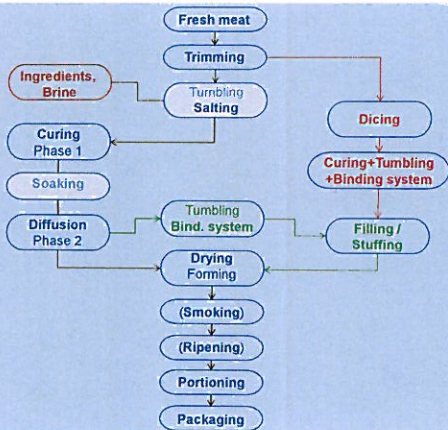 Fresh meat
Trimming
Ingredients,
Brine
Tumbling
Salting
Dicing
Curing
Phase 1
Curing+Tumbling
+Binding system
Soaking
Diffusion
Phase 2
Tumbling
Bind. system
Filling /
Stuffing
Drying
Forming
(Smoking)
(Ripening)
Portioning
Packaging